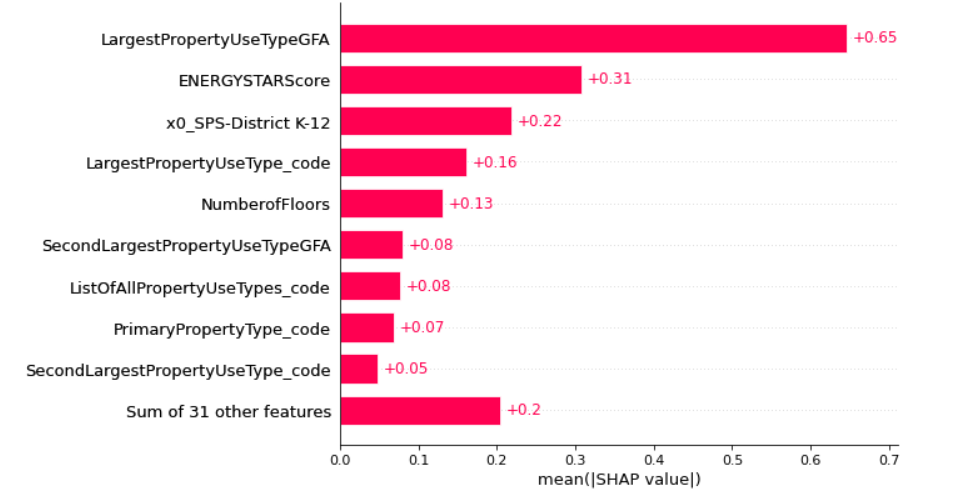 LargestPropertyUseTypeGFA +0.65
ENERGYSTARScore +0.31
x0_SPS-District K-12 +0.22
LargestPropertyUseType_code +0.16
NumberofFloors +0.13
SecondLargestPropertyUseTypeGFA +0.08
ListOfAllPropertyUseTypes_code +0.08
PrimaryPropertyType_code +0.07
SecondLargestPropertyUseType_code +0.05
Sum of 31 other features +0.2
0.0 0.1 0.2 0.3 0.4 0.5 0.6 0.7
mean(|SHAP value|)